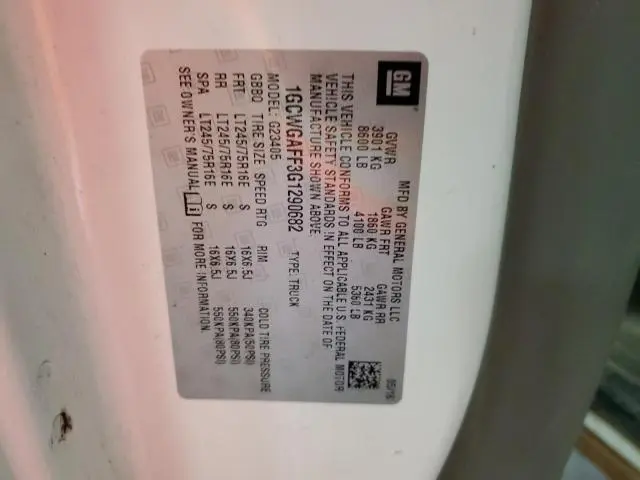 GM
MFD BY GENERAL MOTORS LLC 05/16
GVWR GAWR FRT GAWR RR
3901 KG 1860 KG 2431 KG
8600 LB 4100 LB 5360 LB
THIS VEHICLE CONFORMS TO ALL APPLICABLE U.S. FEDERAL MOTOR
VEHICLE SAFETY STANDARDS IN EFFECT ON THE DATE OF
MANUFACTURE SHOWN ABOVE.
1GCWGAFF3G1290682 TYPE: TRUCK
MODEL: G23405
GBBQ TIRE SIZE SPEED RTG RIM COLD TIRE PRESSURE
FRT LT245/75R16E S 16X6.5J 340KPA(50PSI)
RR LT245/75R16E S 16X6.5J 550KPA(80PSI)
SPA LT245/75R16E S 16X6.5J 550KPA(80PSI)
SEE OWNER'S MANUAL FOR MORE INFORMATION.